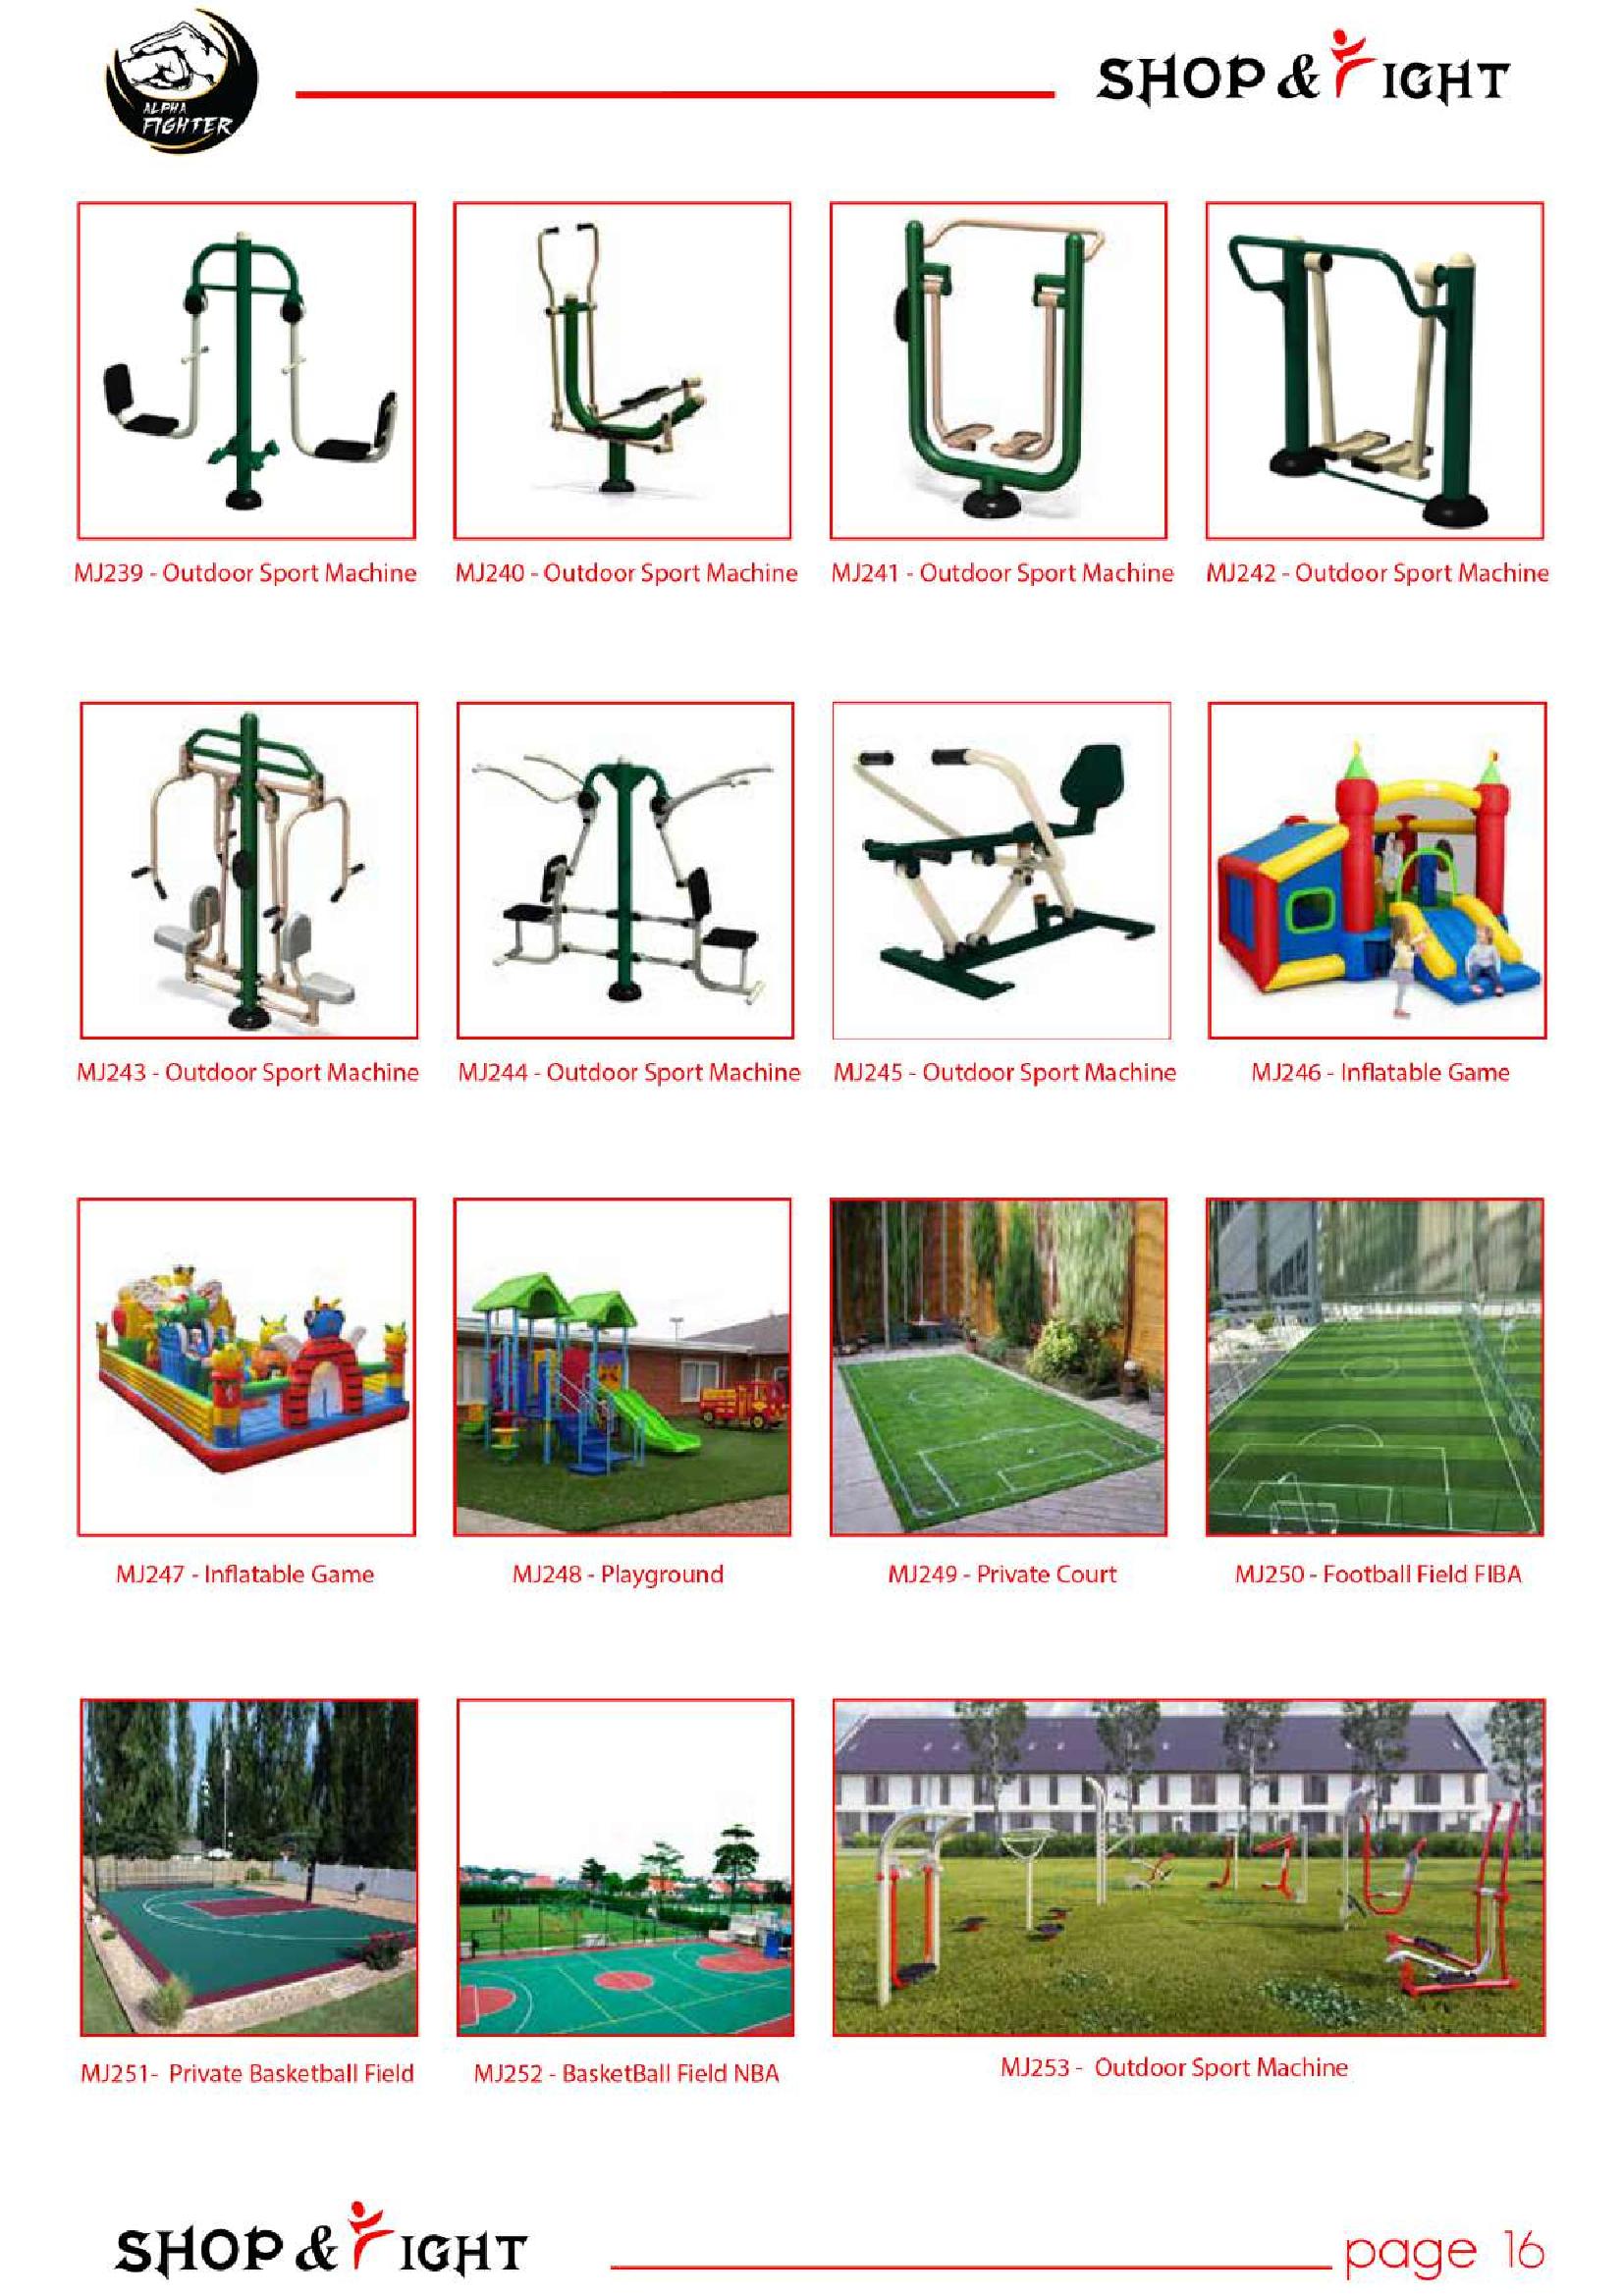 ALPHA
FIGHTER
SHOP & FIGHT
MJ239 - Outdoor Sport Machine
MJ240 - Outdoor Sport Machine
MJ241 - Outdoor Sport Machine
MJ242 - Outdoor Sport Machine
MJ243 - Outdoor Sport Machine
MJ244 - Outdoor Sport Machine
MJ245 - Outdoor Sport Machine
MJ246 - Inflatable Game
MJ247 - Inflatable Game
MJ248 - Playground
MJ249 - Private Court
MJ250 - Football Field FIBA
MJ251- Private Basketball Field
MJ252 - BasketBall Field NBA
MJ253 - Outdoor Sport Machine
SHOP & FIGHT
page 16